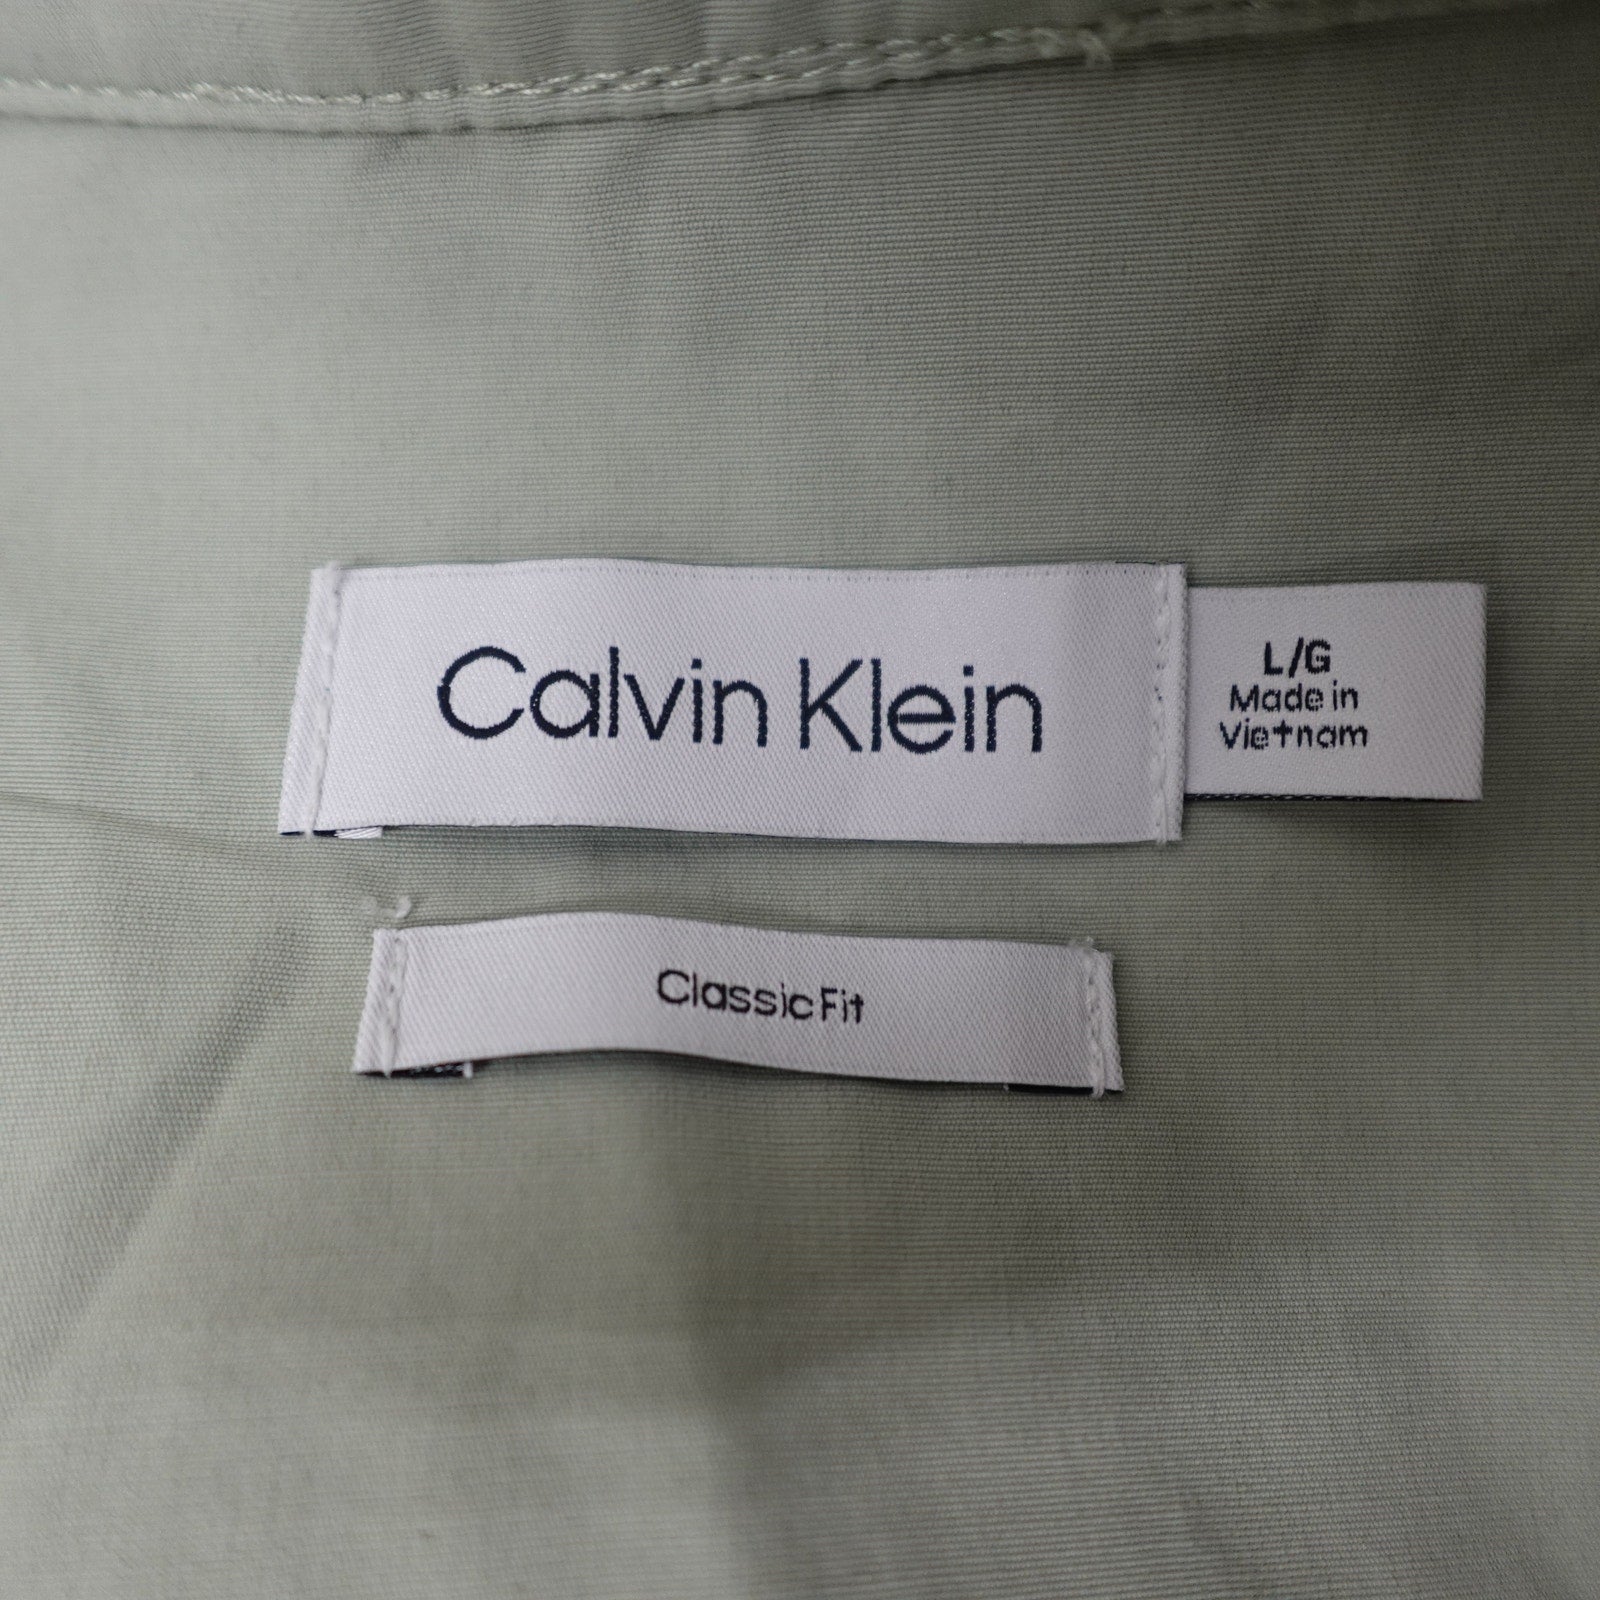 Calvin Klein
L/G
Made in
Vietnam
Classic Fit